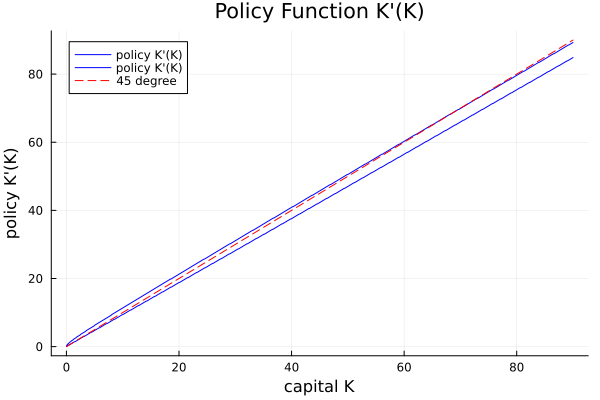 Policy Function K'(K)
policy K'(K)
policy K'(K)
45 degree
policy K'(K)
80
60
40
20
0
0 20 40 60 80
capital K